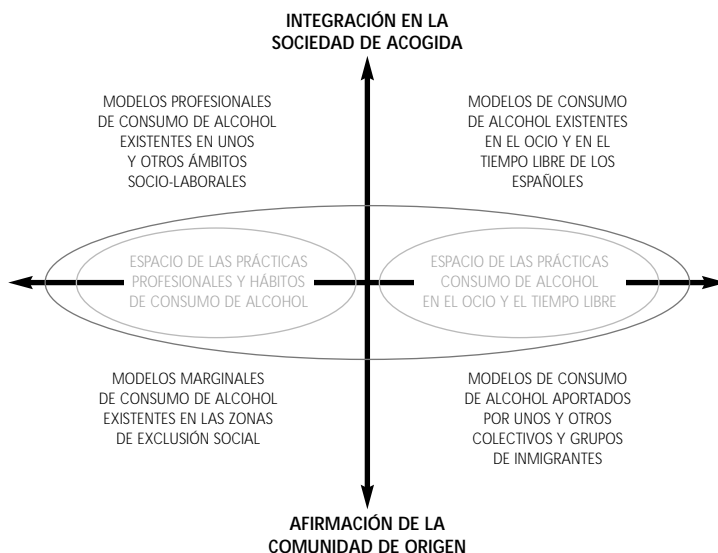 INTEGRACIÓN EN LA
SOCIEDAD DE ACOGIDA
MODELOS PROFESIONALES
DE CONSUMO DE ALCOHOL
EXISTENTES EN UNOS
Y OTROS ÁMBITOS
SOCIO-LABORALES
MODELOS DE CONSUMO
DE ALCOHOL EXISTENTES
EN EL OCIO Y EN EL
TIEMPO LIBRE DE LOS
ESPAÑOLES
ESPACIO DE LAS PRÁCTICAS
PROFESIONALES Y HÁBITOS
DE CONSUMO DE ALCOHOL
ESPACIO DE LAS PRÁCTICAS
CONSUMO DE ALCOHOL
EN EL OCIO Y EL TIEMPO LIBRE
MODELOS MARGINALES
DE CONSUMO DE ALCOHOL
EXISTENTES EN LAS ZONAS
DE EXCLUSIÓN SOCIAL
MODELOS DE CONSUMO
DE ALCOHOL APORTADOS
POR UNOS Y OTROS
COLECTIVOS Y GRUPOS
DE INMIGRANTES
AFIRMACIÓN DE LA
COMUNIDAD DE ORIGEN